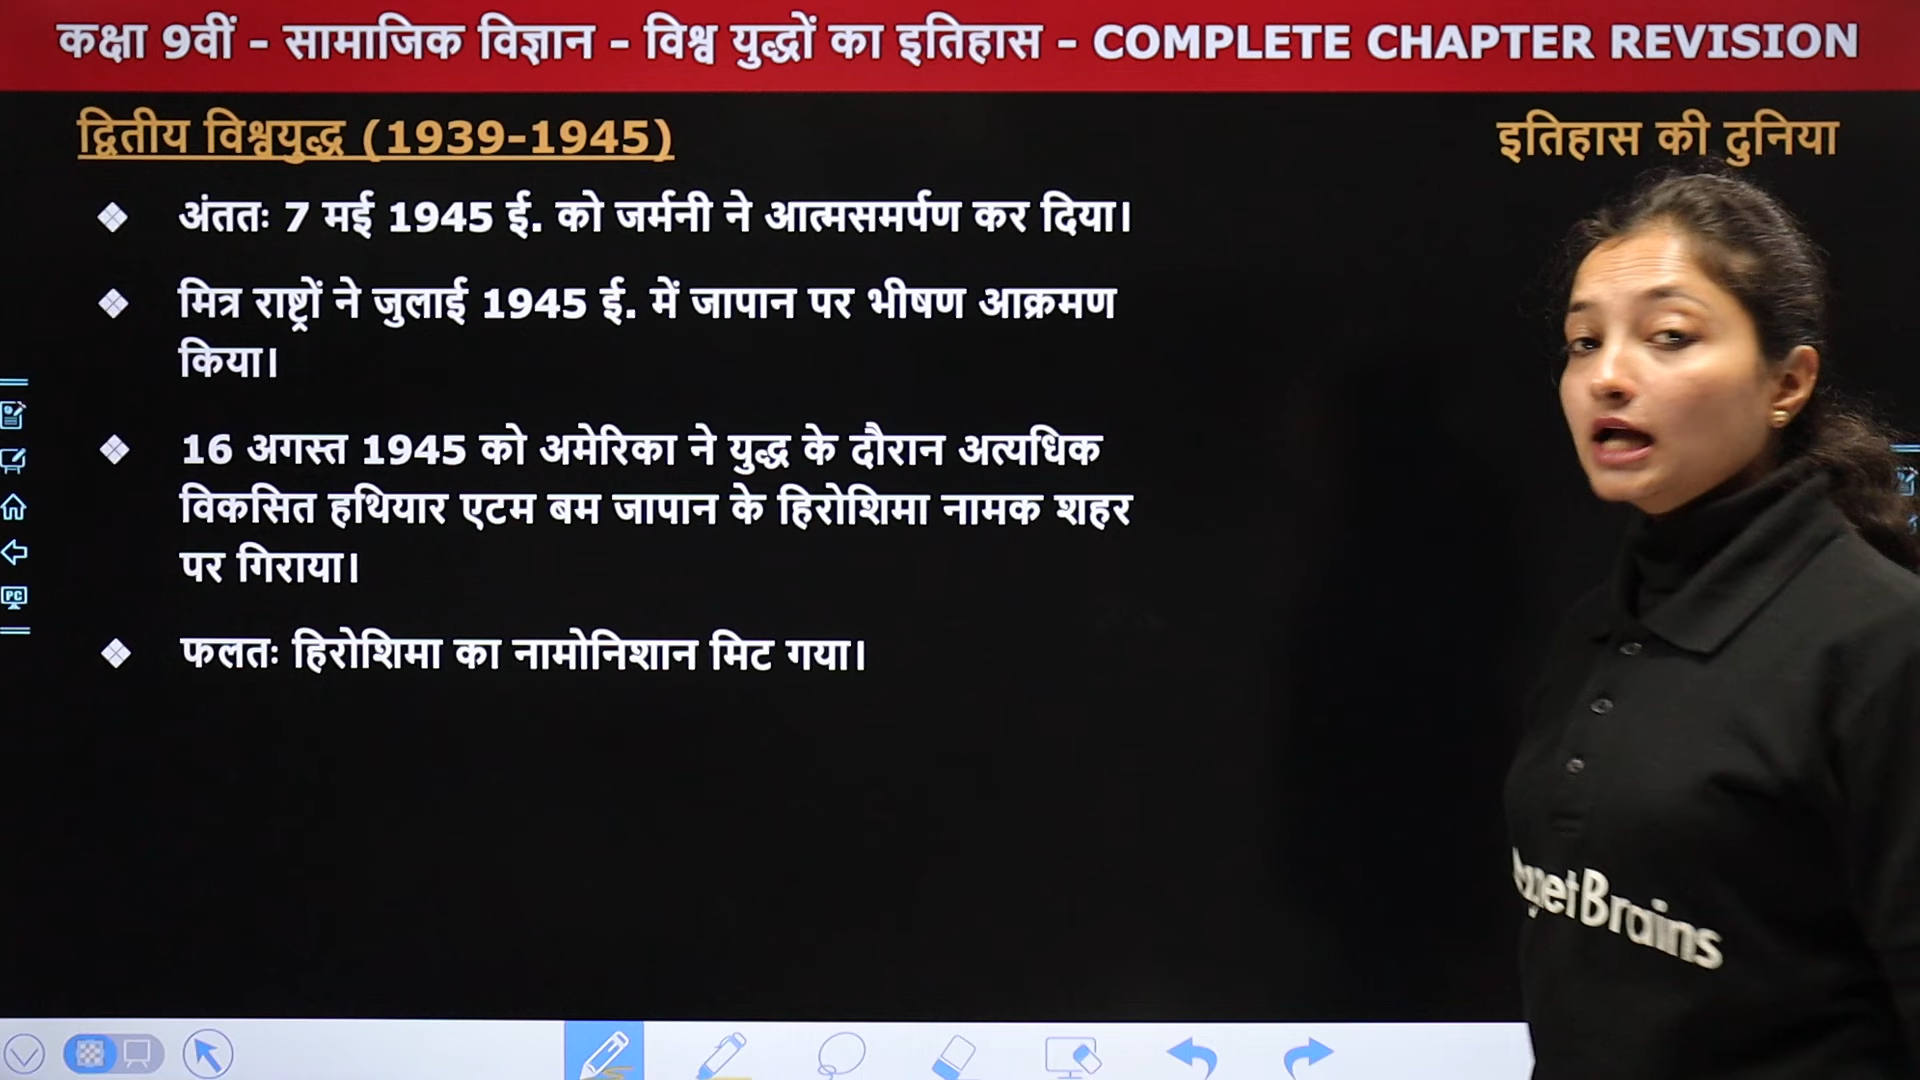 कक्षा 9वीं - सामाजिक विज्ञान - विश्व युद्धों का इतिहास - COMPLETE CHAPTER REVISION
द्वितीय विश्वयुद्ध (1939-1945)
इतिहास की दुनिया
❖ अंततः 7 मई 1945 ई. को जर्मनी ने आत्मसमर्पण कर दिया।
❖ मित्र राष्ट्रों ने जुलाई 1945 ई. में जापान पर भीषण आक्रमण
किया।
❖ 16 अगस्त 1945 को अमेरिका ने युद्ध के दौरान अत्यधिक
विकसित हथियार एटम बम जापान के हिरोशिमा नामक शहर
पर गिराया।
❖ फलतः हिरोशिमा का नामोनिशान मिट गया।
PC
Brains